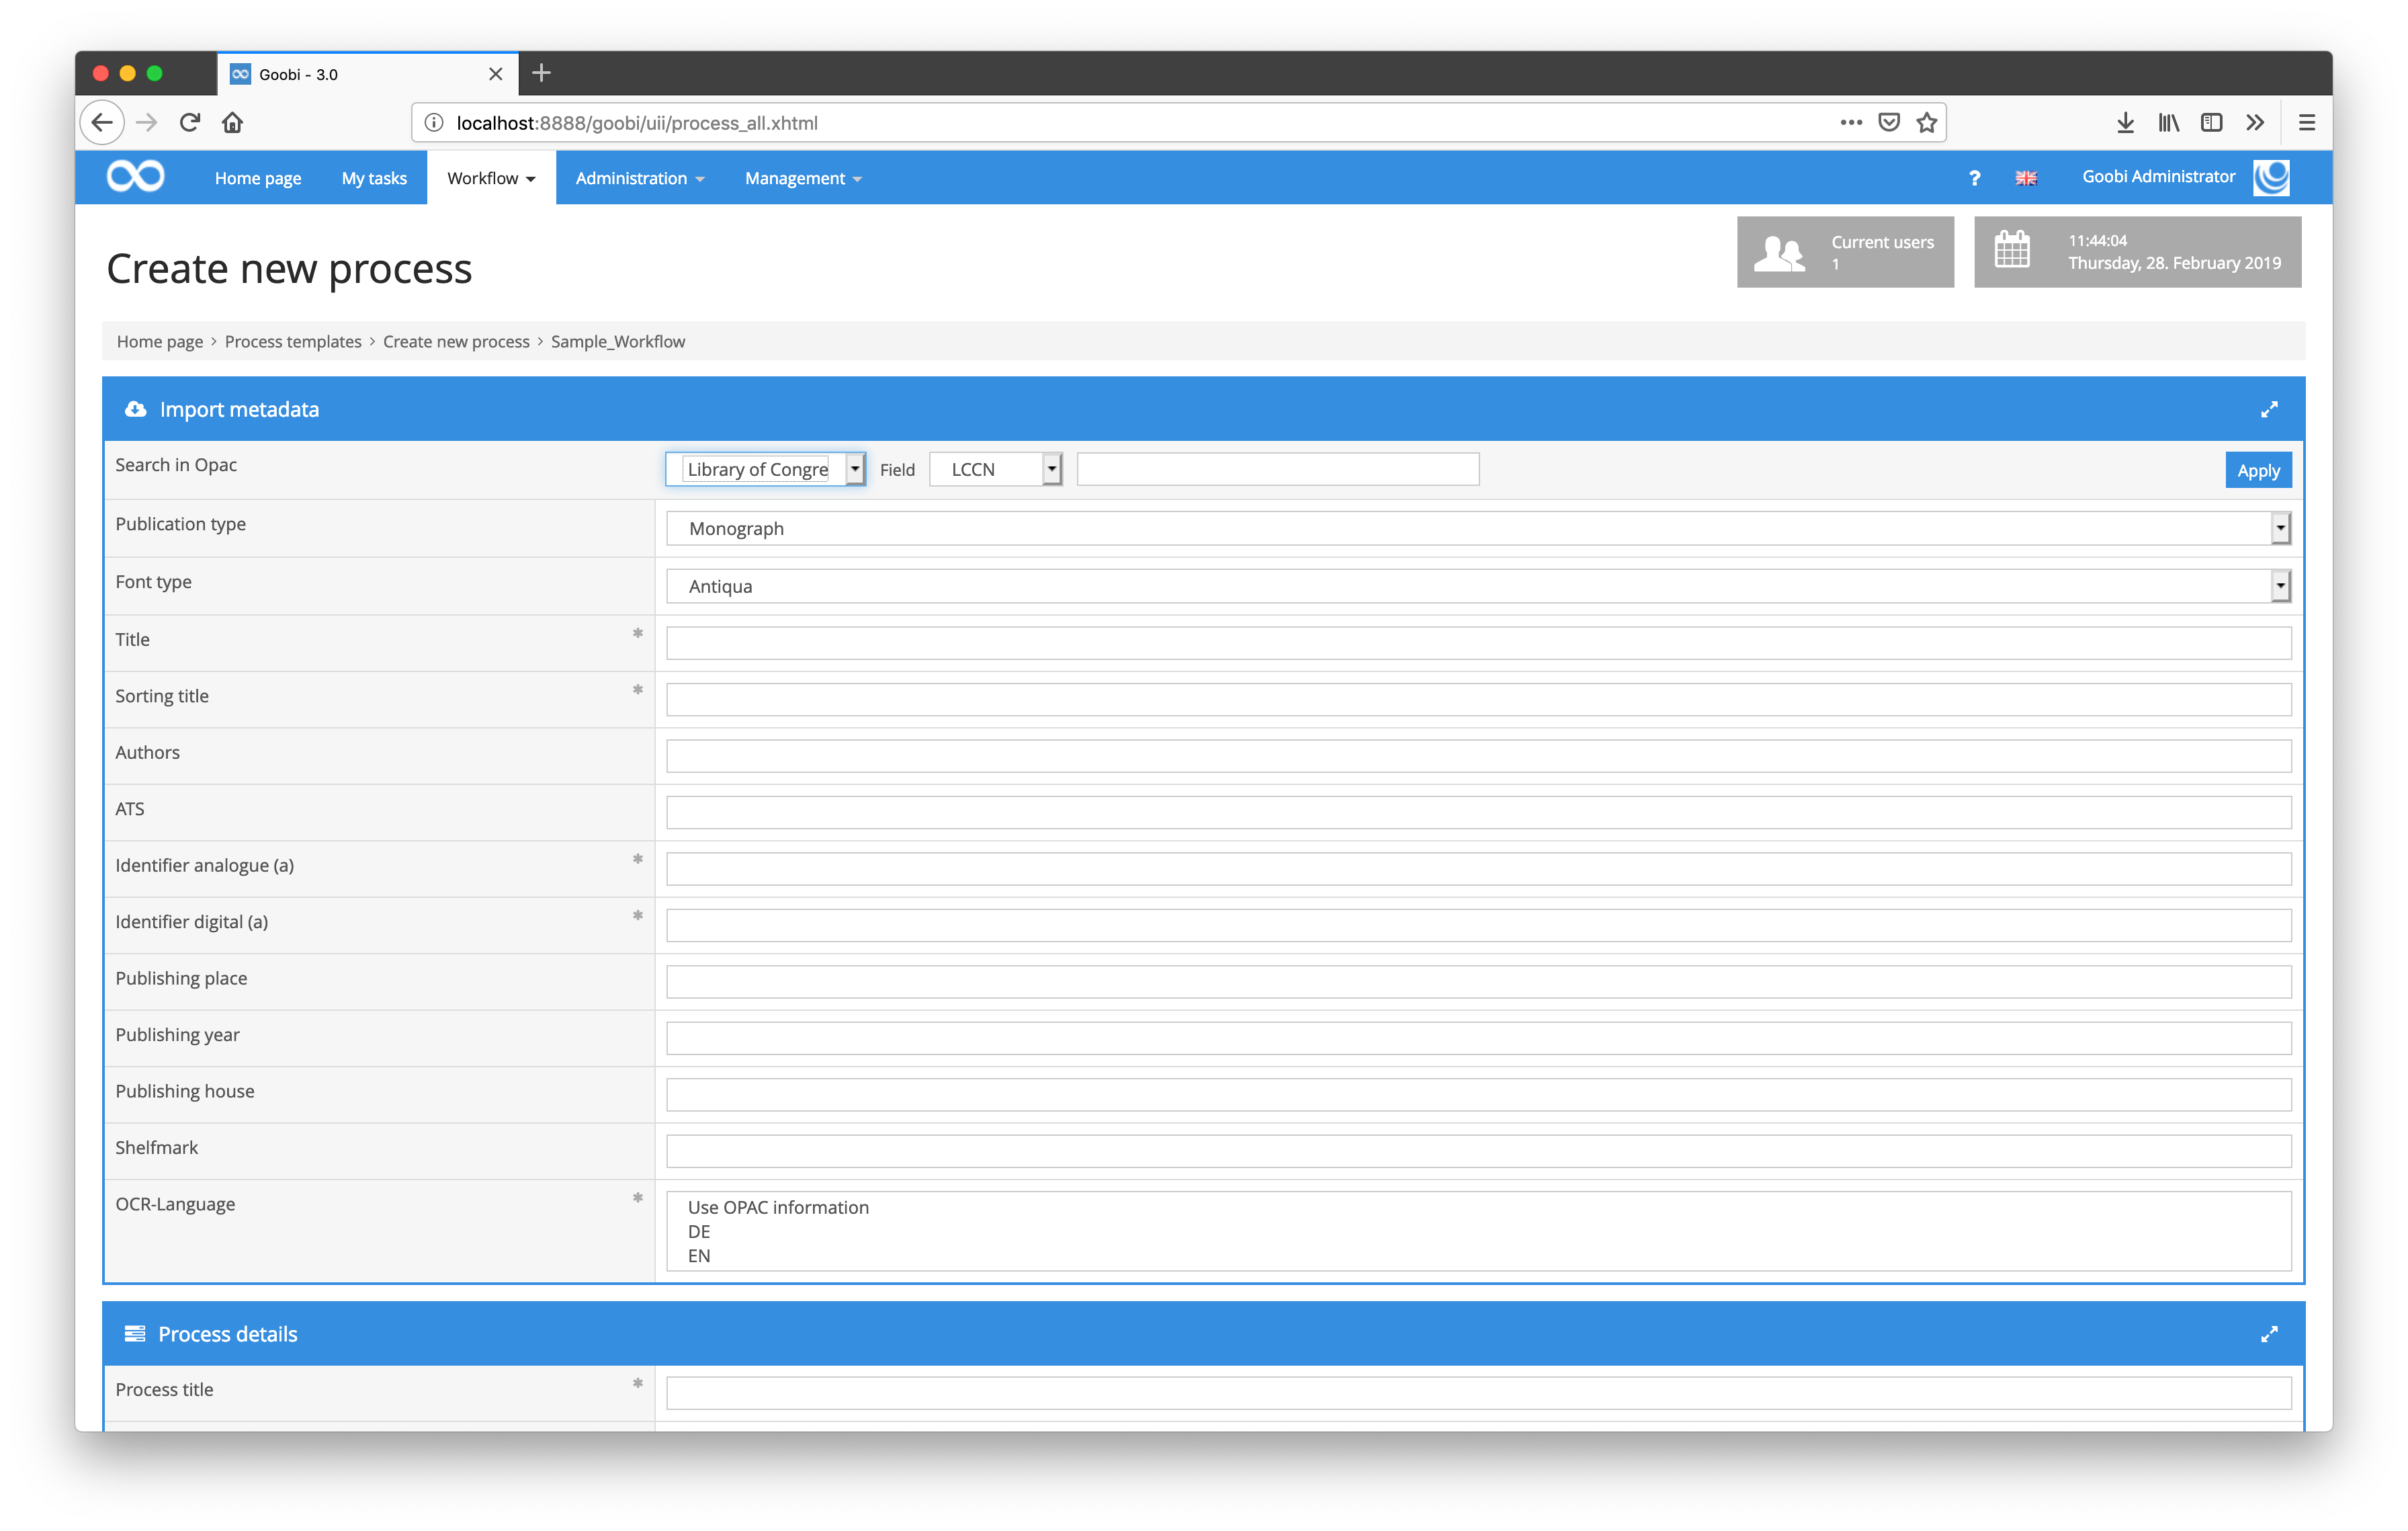 Goobi - 3.0
localhost:8888/goobi/uii/process_all.xhtml
Home page My tasks Workflow Administration Management ? Goobi Administrator
Create new process
Current users
1
11:44:04
Thursday, 28. February 2019
Home page > Process templates > Create new process > Sample_Workflow
Import metadata
Search in Opac Library of Congre Field LCCN Apply
Publication type Monograph
Font type Antiqua
Title *
Sorting title *
Authors
ATS
Identifier analogue (a) *
Identifier digital (a) *
Publishing place
Publishing year
Publishing house
Shelfmark
OCR-Language * Use OPAC information
DE
EN
Process details
Process title *